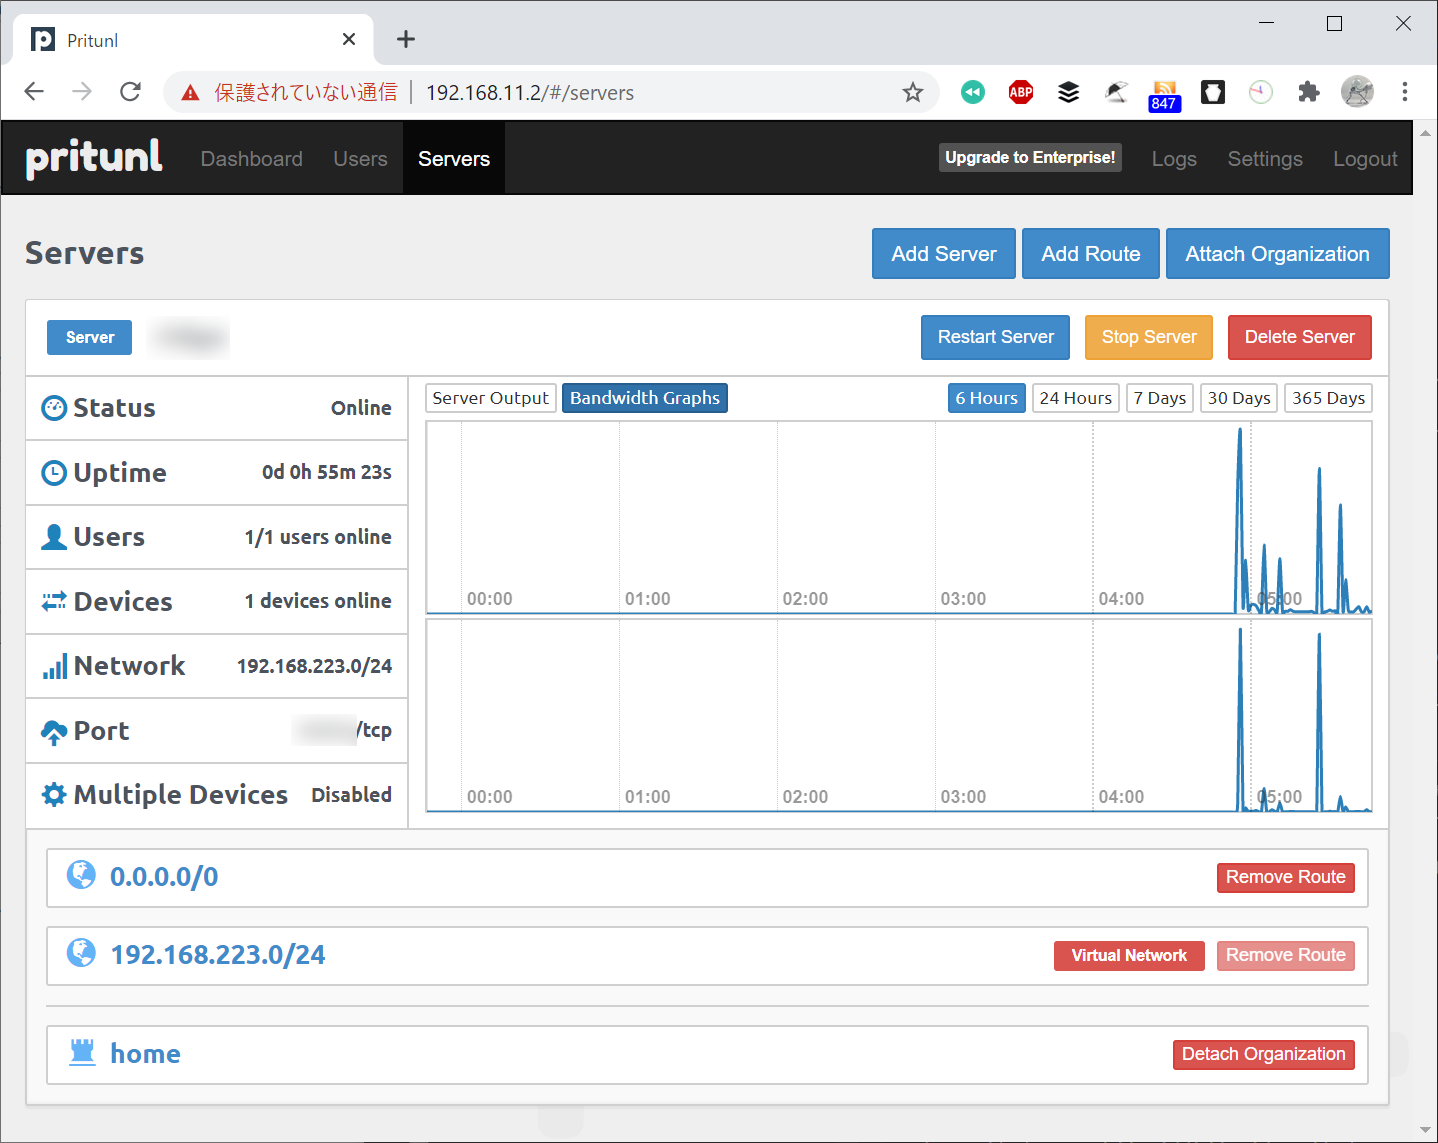 Pritunl
保護されていない通信 192.168.11.2/#/servers
ABP
847
pritunl Dashboard Users Servers Upgrade to Enterprise! Logs Settings Logout
Servers Add Server Add Route Attach Organization
Server Restart Server Stop Server Delete Server
Status Online
Uptime 0d 0h 55m 23s
Users 1/1 users online
Devices 1 devices online
Network 192.168.223.0/24
Port /tcp
Multiple Devices Disabled
Server Output Bandwidth Graphs 6 Hours 24 Hours 7 Days 30 Days 365 Days
00:00 01:00 02:00 03:00 04:00 05:00
00:00 01:00 02:00 03:00 04:00 05:00
0.0.0.0/0 Remove Route
192.168.223.0/24 Virtual Network Remove Route
home Detach Organization